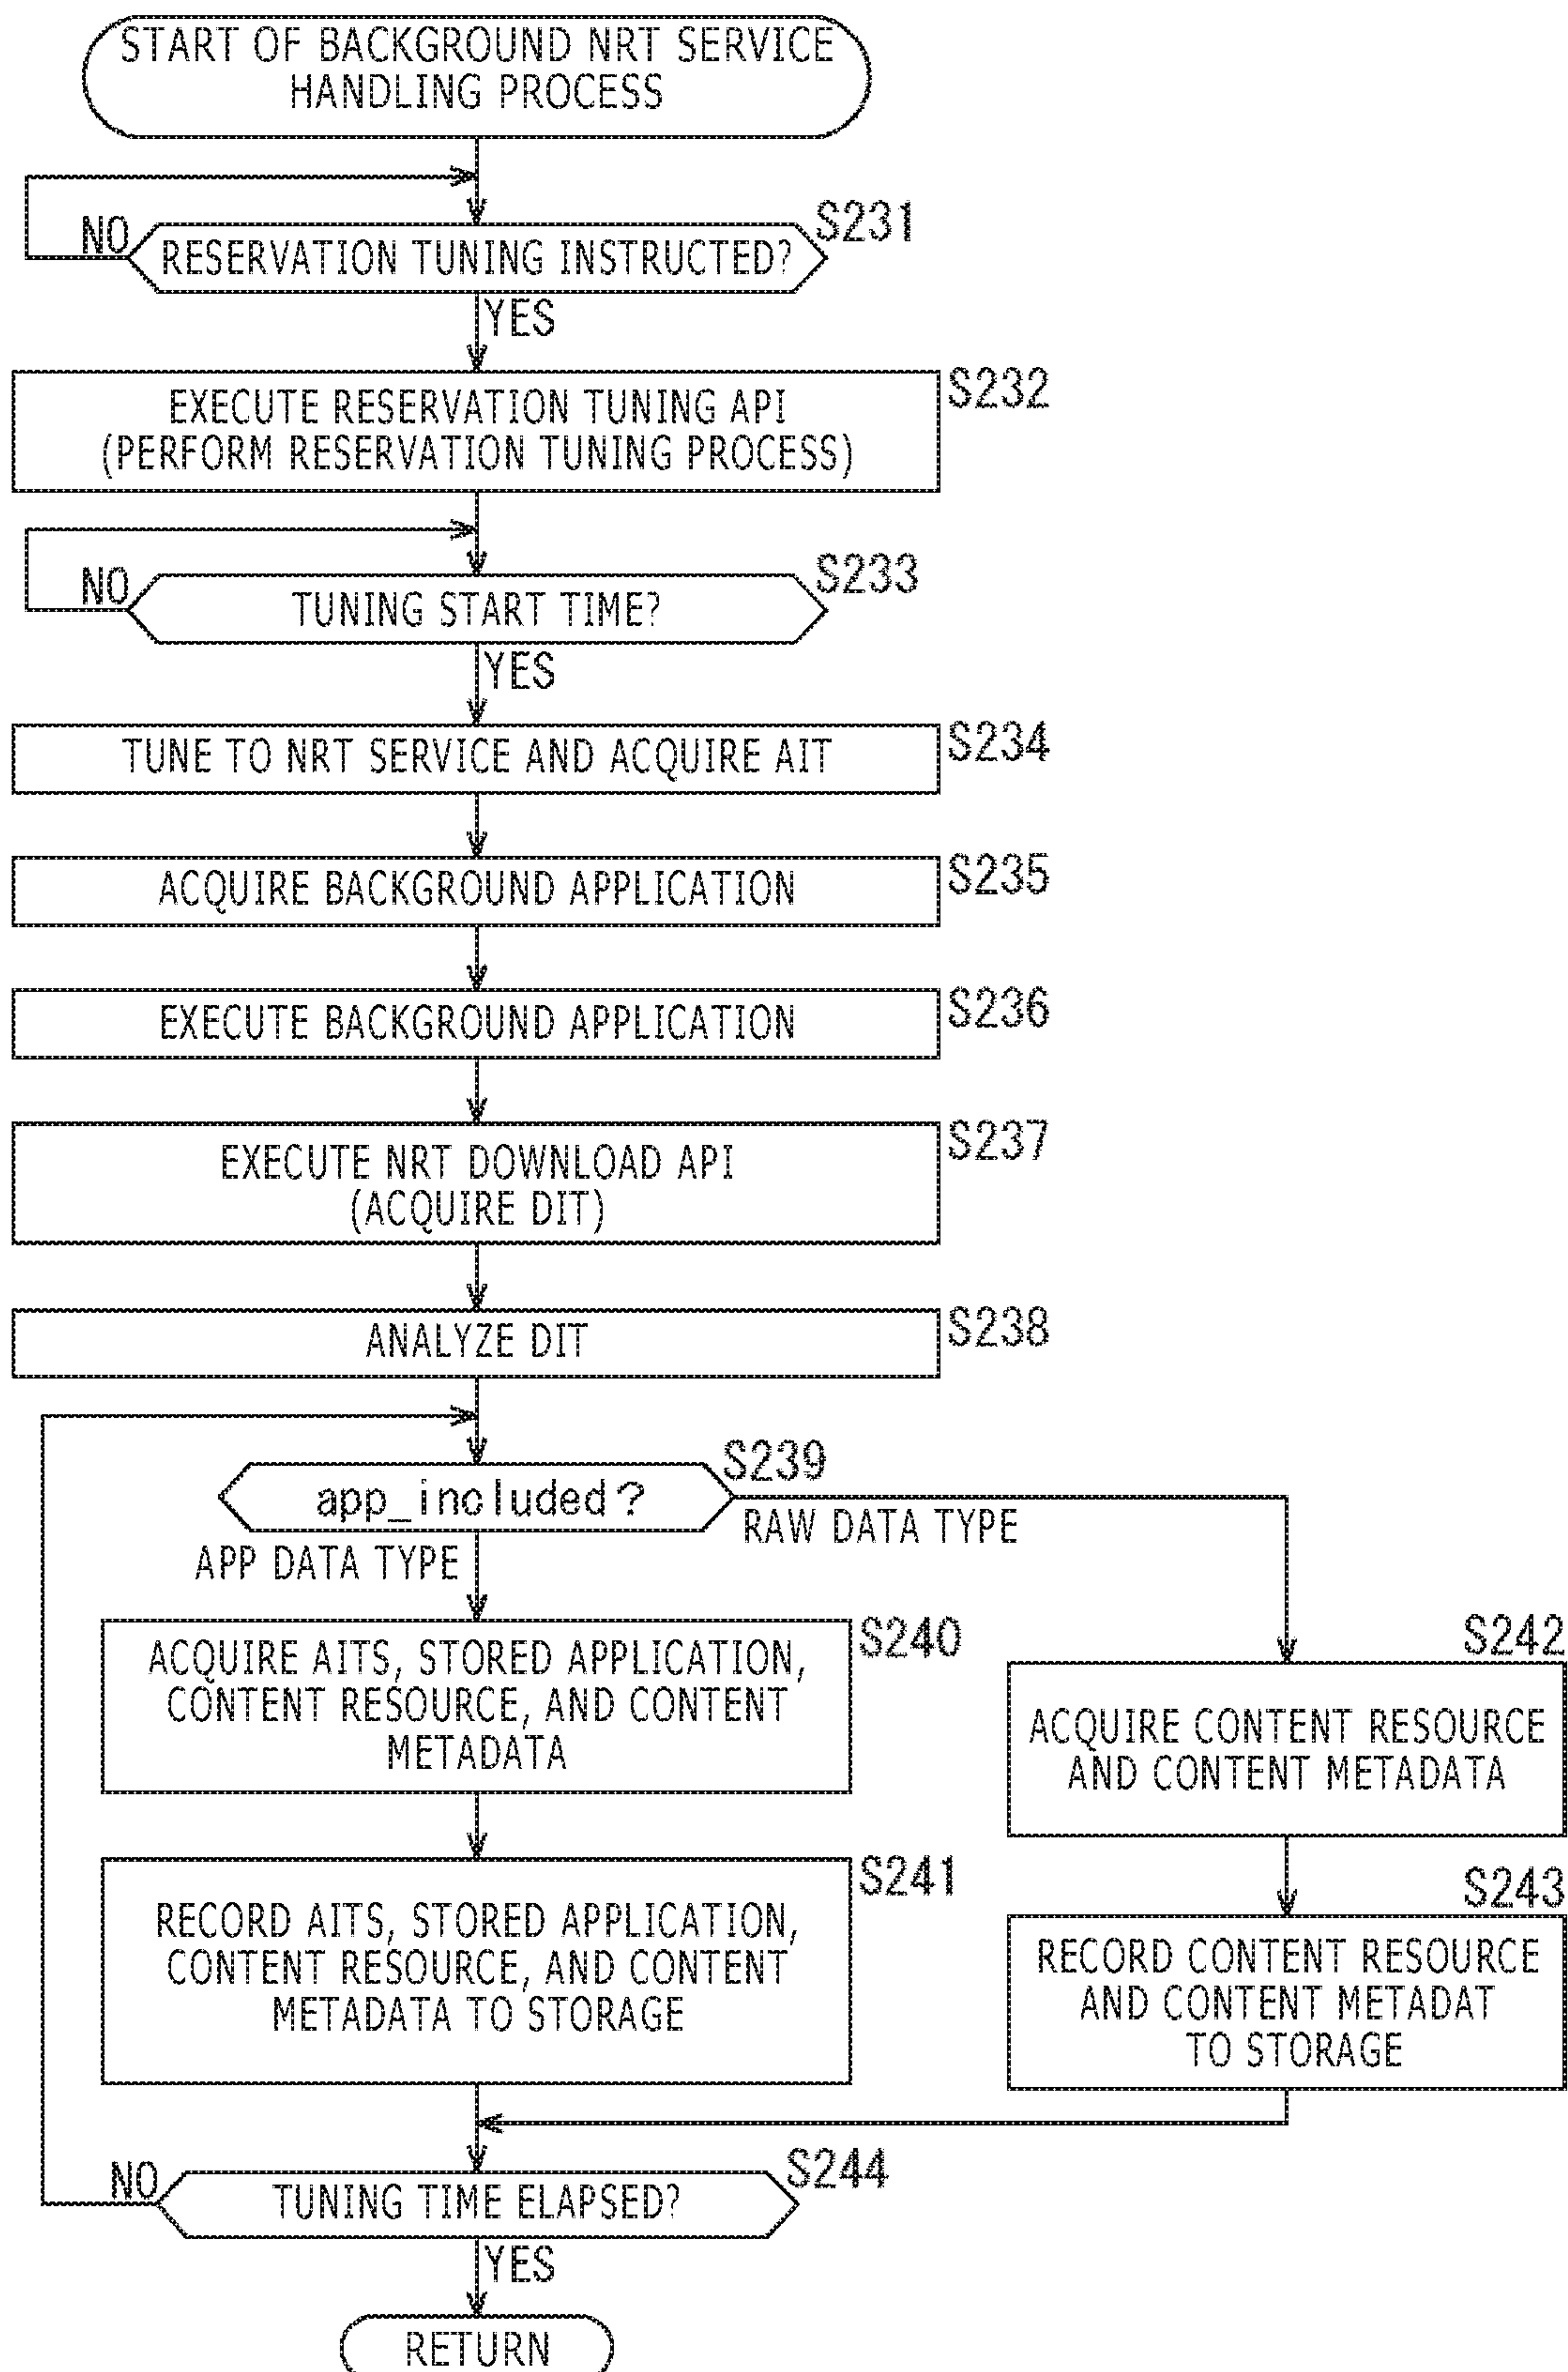 START OF BACKGROUND NRT SERVICE
HANDLING PROCESS
S231
NO
RESERVATION TUNING INSTRUCTED?
YES
S232
EXECUTE RESERVATION TUNING API
(PERFORM RESERVATION TUNING PROCESS)
S233
NO
TUNING START TIME?
YES
S234
TUNE TO NRT SERVICE AND ACQUIRE AIT
S235
ACQUIRE BACKGROUND APPLICATION
S236
EXECUTE BACKGROUND APPLICATION
S237
EXECUTE NRT DOWNLOAD API
(ACQUIRE DIT)
S238
ANALYZE DIT
S239
app_included?
RAW DATA TYPE
APP DATA TYPE
S240
ACQUIRE AITS, STORED APPLICATION,
CONTENT RESOURCE, AND CONTENT
METADATA
S242
ACQUIRE CONTENT RESOURCE
AND CONTENT METADATA
S241
RECORD AITS, STORED APPLICATION,
CONTENT RESOURCE, AND CONTENT
METADATA TO STORAGE
S243
RECORD CONTENT RESOURCE
AND CONTENT METADAT
TO STORAGE
S244
NO
TUNING TIME ELAPSED?
YES
RETURN